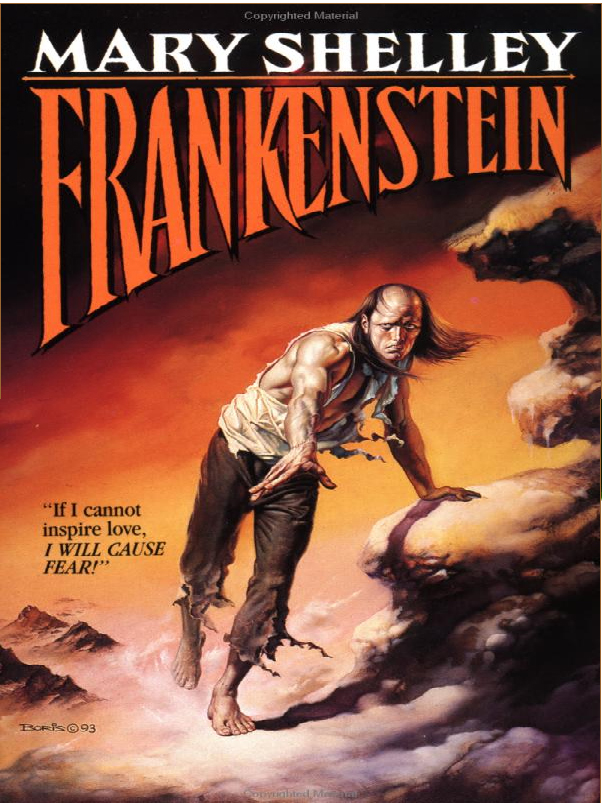 Copyrighted Material
MARY SHELLEY
FRANKENSTEIN
“If I cannot
inspire love,
I WILL CAUSE
FEAR!”
BORIS © 93
Copyrighted Material